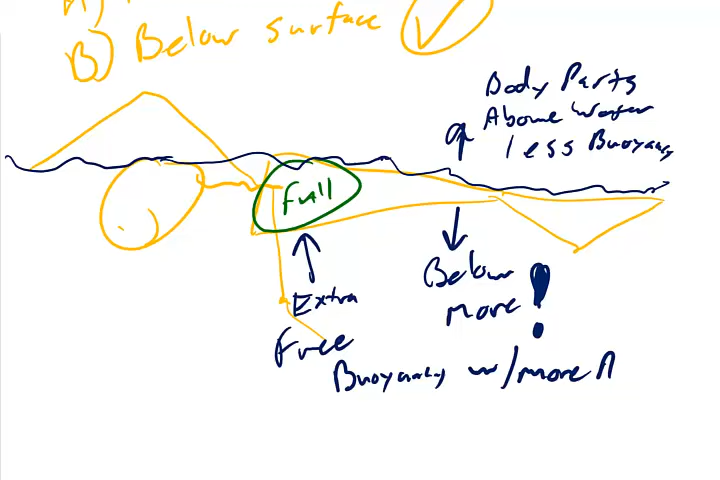 B) Below surface
Body Parts
Above Water
less Buoyancy
Full
Below
more!
Extra
Free
Buoyancy w/more